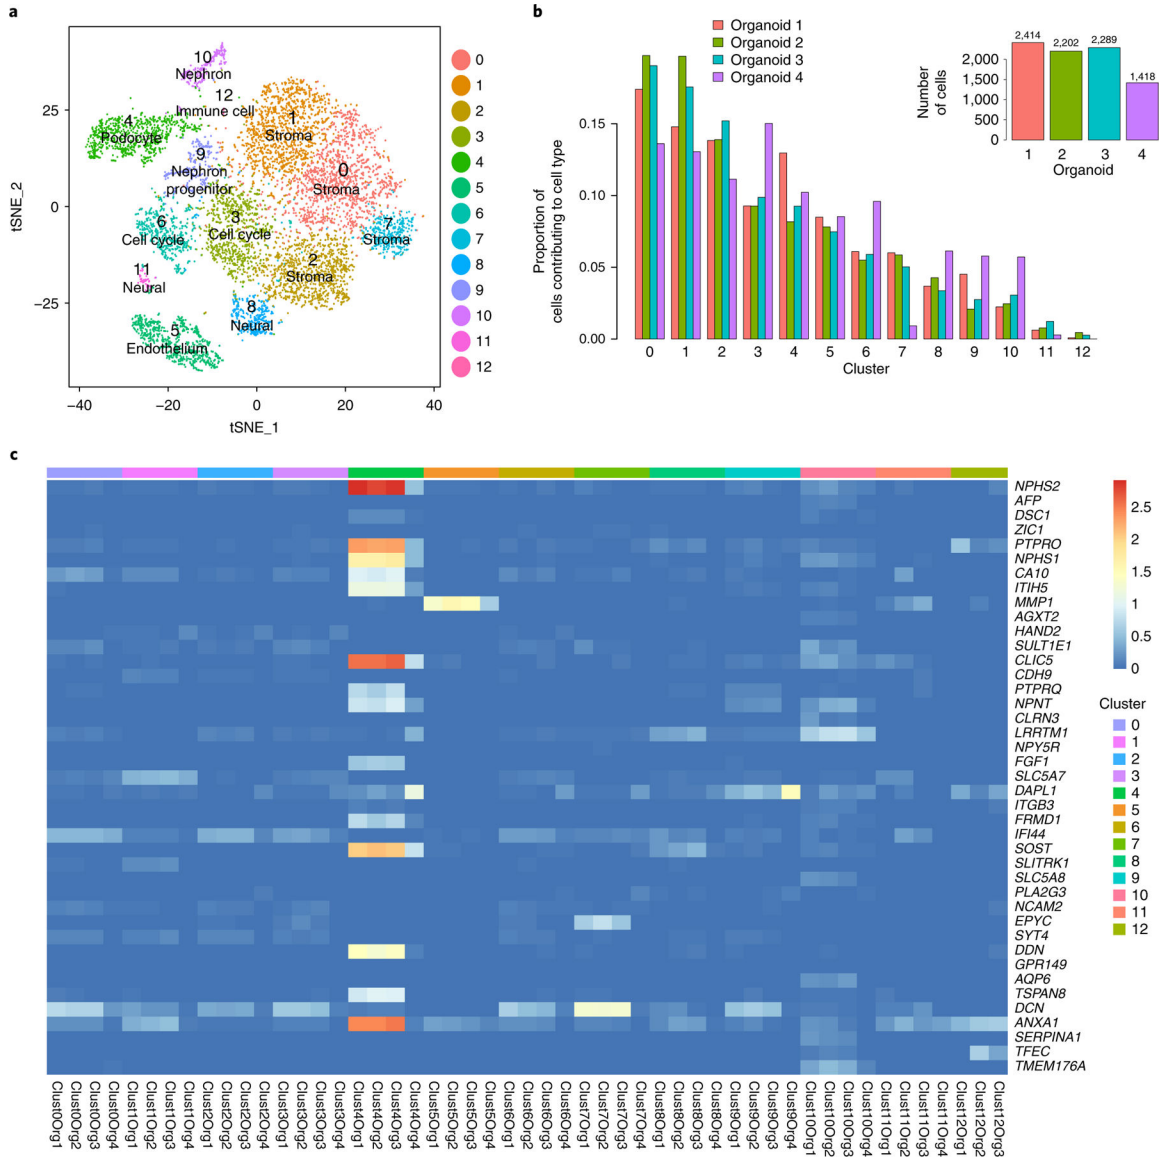 a
tSNE_2
25
0
−25
−40
−20
0
20
40
tSNE_1
10
Nephron
12
Immune cell
4
Podocyte
1
Stroma
9
Nephron
progenitor
0
Stroma
6
Cell cycle
3
Cell cycle
7
Stroma
11
Neural
2
Stroma
8
Neural
5
Endothelium
0
1
2
3
4
5
6
7
8
9
10
11
12
b
Organoid 1
Organoid 2
Organoid 3
Organoid 4
Proportion of
cells contributing to cell type
0.15
0.10
0.05
0.00
0 1 2 3 4 5 6 7 8 9 10 11 12
Cluster
Number
of cells
2,000
1,500
1,000
500
0
2,414
2,202
2,289
1,418
1 2 3 4
Organoid
c
NPHS2
AFP
DSC1
ZIC1
PTPRO
NPHS1
CA10
ITIH5
MMP1
AGXT2
HAND2
SULT1E1
CLIC5
CDH9
PTPRQ
NPNT
CLRN3
LRRTM1
NPY5R
FGF1
SLC5A7
DAPL1
ITGB3
FRMD1
IFI44
SOST
SLITRK1
SLC5A8
PLA2G3
NCAM2
EPYC
SYT4
DDN
GPR149
AQP6
TSPAN8
DCN
ANXA1
SERPINA1
TFEC
TMEM176A
2.5
2
1.5
1
0.5
0
Cluster
0
1
2
3
4
5
6
7
8
9
10
11
12
Clust0Org1
Clust0Org2
Clust0Org3
Clust0Org4
Clust1Org1
Clust1Org2
Clust1Org3
Clust1Org4
Clust2Org1
Clust2Org2
Clust2Org3
Clust2Org4
Clust3Org1
Clust3Org2
Clust3Org3
Clust3Org4
Clust4Org1
Clust4Org2
Clust4Org3
Clust4Org4
Clust5Org1
Clust5Org2
Clust5Org3
Clust5Org4
Clust6Org1
Clust6Org2
Clust6Org3
Clust6Org4
Clust7Org1
Clust7Org2
Clust7Org3
Clust7Org4
Clust8Org1
Clust8Org2
Clust8Org3
Clust8Org4
Clust9Org1
Clust9Org2
Clust9Org3
Clust9Org4
Clust10Org1
Clust10Org2
Clust10Org3
Clust10Org4
Clust11Org1
Clust11Org2
Clust11Org3
Clust11Org4
Clust12Org1
Clust12Org2
Clust12Org3